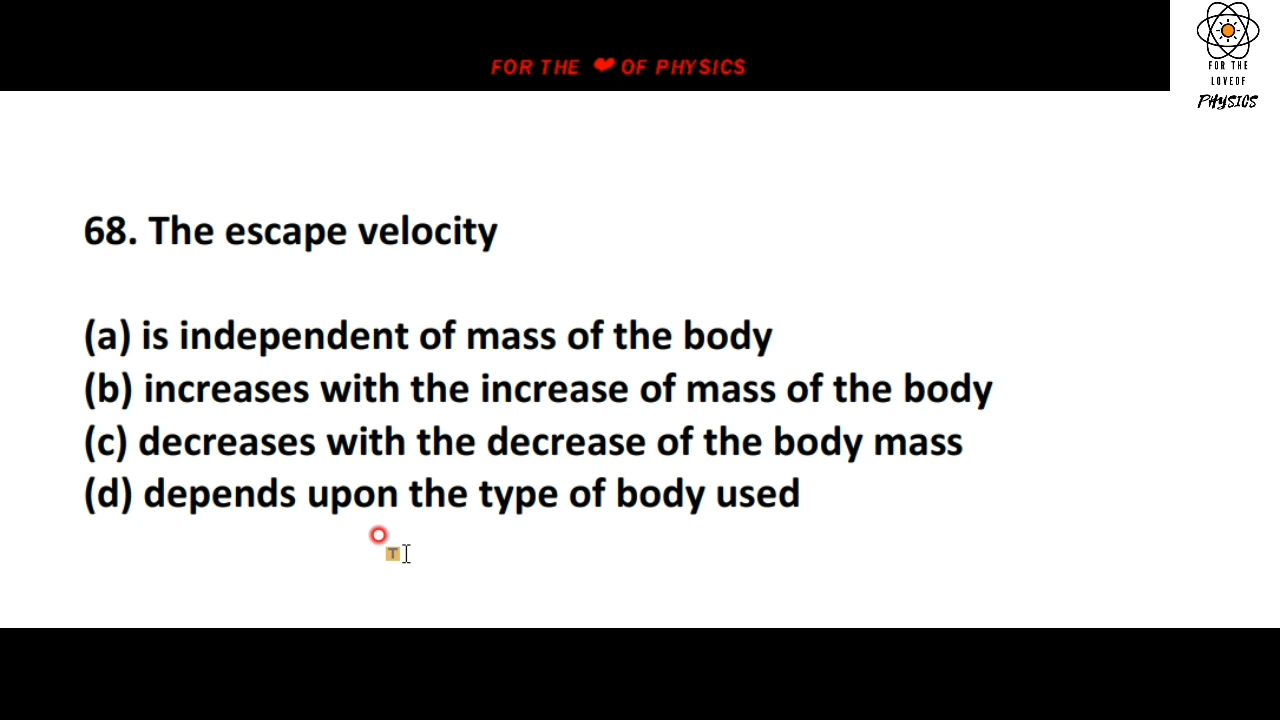 FOR THE ❤ OF PHYSICS
FOR THE
LOVEOF
PHYSICS
68. The escape velocity
(a) is independent of mass of the body
(b) increases with the increase of mass of the body
(c) decreases with the decrease of the body mass
(d) depends upon the type of body used
T